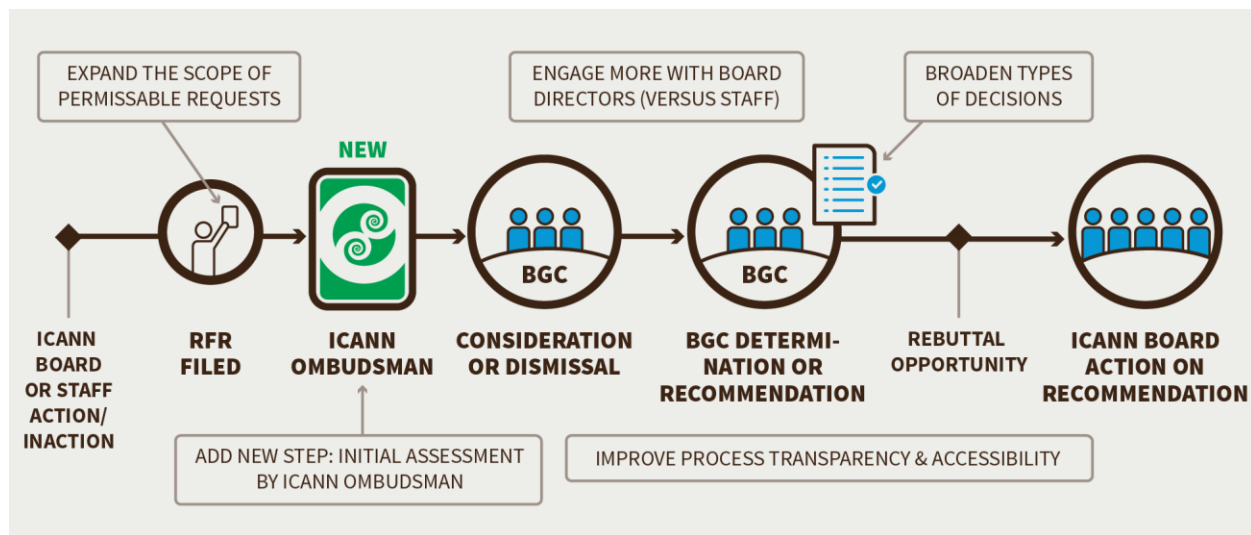 EXPAND THE SCOPE OF
PERMISSABLE REQUESTS
ENGAGE MORE WITH BOARD
DIRECTORS (VERSUS STAFF)
BROADEN TYPES
OF DECISIONS
NEW
BGC
BGC
ICANN
BOARD
OR STAFF
ACTION/
INACTION
RFR
FILED
ICANN
OMBUDSMAN
CONSIDERATION
OR DISMISSAL
BGC DETERMI-
NATION OR
RECOMMENDATION
REBUTTAL
OPPORTUNITY
ICANN BOARD
ACTION ON
RECOMMENDATION
ADD NEW STEP: INITIAL ASSESSMENT
BY ICANN OMBUDSMAN
IMPROVE PROCESS TRANSPARENCY & ACCESSIBILITY